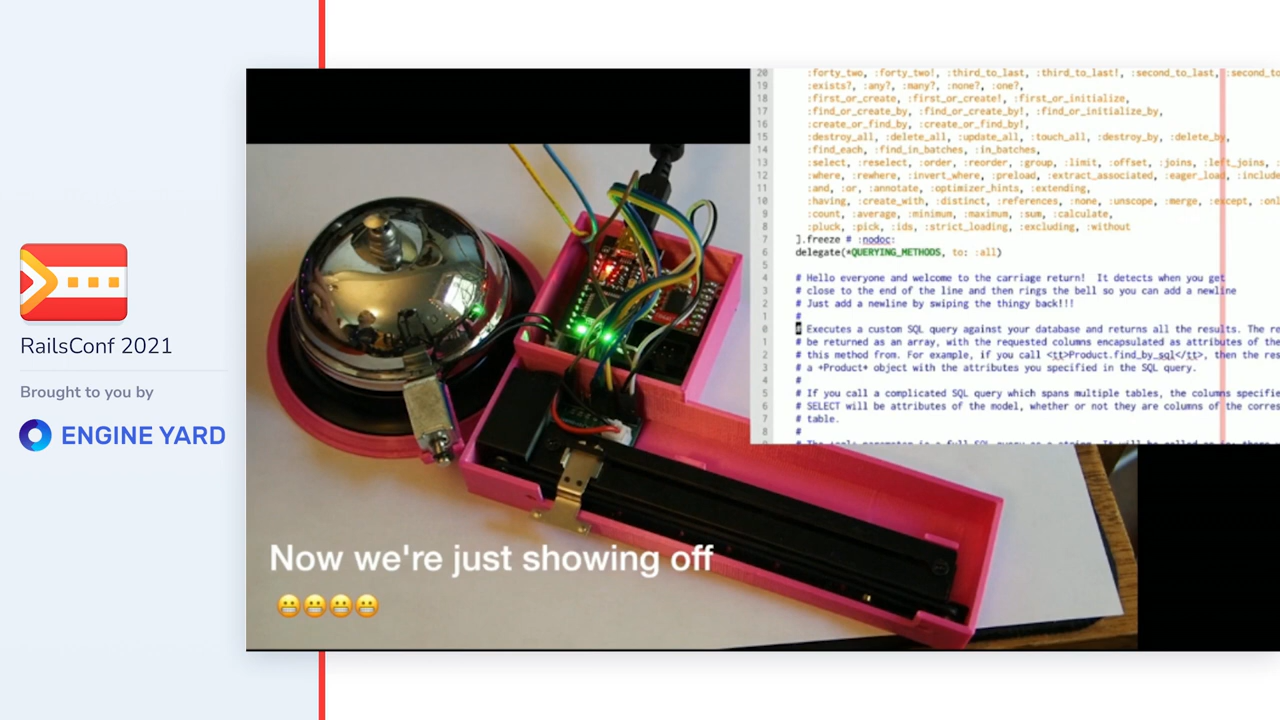 RailsConf 2021
Brought to you by
ENGINE YARD
20 :forty_two, :forty_two!, :third_to_last, :third_to_last!, :second_to_last, :second_to
19 :exists?, :any?, :many?, :none?, :one?,
18 :first_or_create, :first_or_create!, :first_or_initialize,
17 :find_or_create_by, :find_or_create_by!, :find_or_initialize_by,
16 :create_or_find_by, :create_or_find_by!,
15 :destroy_all, :delete_all, :update_all, :touch_all, :destroy_by, :delete_by,
14 :find_each, :find_in_batches, :in_batches,
13 :select, :reselect, :order, :reorder, :group, :limit, :offset, :joins, :left_joins,
12 :where, :rewhere, :invert_where, :preload, :extract_associated, :eager_load, :include
11 :and, :or, :annotate, :optimizer_hints, :extending,
10 :having, :create_with, :distinct, :references, :none, :unscope, :merge, :except, :onl
9 :count, :average, :minimum, :maximum, :sum, :calculate,
8 :pluck, :pick, :ids, :strict_loading, :excluding, :without
7 ].freeze # :nodoc:
6 delegate(*QUERYING_METHODS, to: :all)
5
4 # Hello everyone and welcome to the carriage return! It detects when you get
3 # close to the end of the line and then rings the bell so you can add a newline
2 # Just add a newline by swiping the thingy back!!!
1 #
0 # Executes a custom SQL query against your database and returns all the results. The re
1 # be returned as an array, with the requested columns encapsulated as attributes of the
2 # this method from. For example, if you call <tt>Product.find_by_sql</tt>, then the res
3 # a +Product+ object with the attributes you specified in the SQL query.
4 #
5 # If you call a complicated SQL query which spans multiple tables, the columns specifie
6 # SELECT will be attributes of the model, whether or not they are columns of the corres
7 # table.
8 #
Now we're just showing off
😬😬😬😬